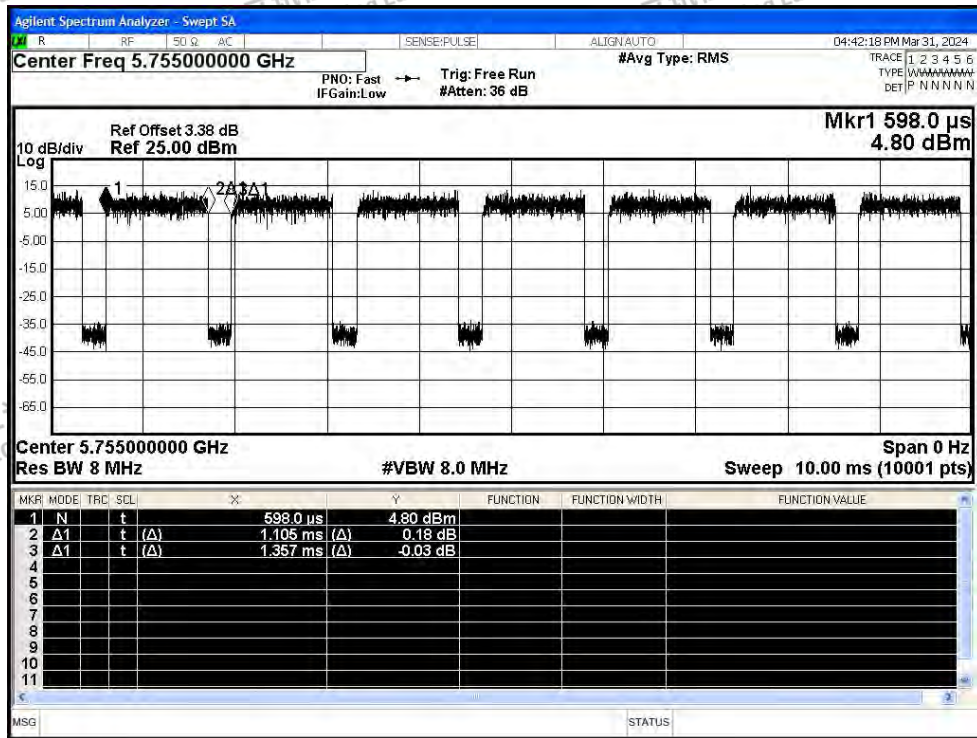 Agilent Spectrum Analyzer - Swept SA
LXI R RF 50 Ω AC SENSE:PULSE ALIGN AUTO 04:42:18 PM Mar 31, 2024
Center Freq 5.755000000 GHz
#Avg Type: RMS
TRACE 1 2 3 4 5 6
TYPE WWWWWW
DET P N N N N N
PNO: Fast
IFGain:Low
Trig: Free Run
#Atten: 36 dB
Mkr1 598.0 µs
4.80 dBm
Ref Offset 3.38 dB
10 dB/div Ref 25.00 dBm
Log
15.0
5.00
-5.00
-15.0
-25.0
-35.0
-45.0
-55.0
-65.0
1
2Δ1
3Δ1
Center 5.755000000 GHz Span 0 Hz
Res BW 8 MHz #VBW 8.0 MHz Sweep 10.00 ms (10001 pts)
MKR MODE TRC SCL X Y FUNCTION FUNCTION WIDTH FUNCTION VALUE
1 N t 598.0 µs 4.80 dBm
2 Δ1 t (Δ) 1.105 ms (Δ) 0.18 dB
3 Δ1 t (Δ) 1.357 ms (Δ) -0.03 dB
4
5
6
7
8
9
10
11
MSG STATUS